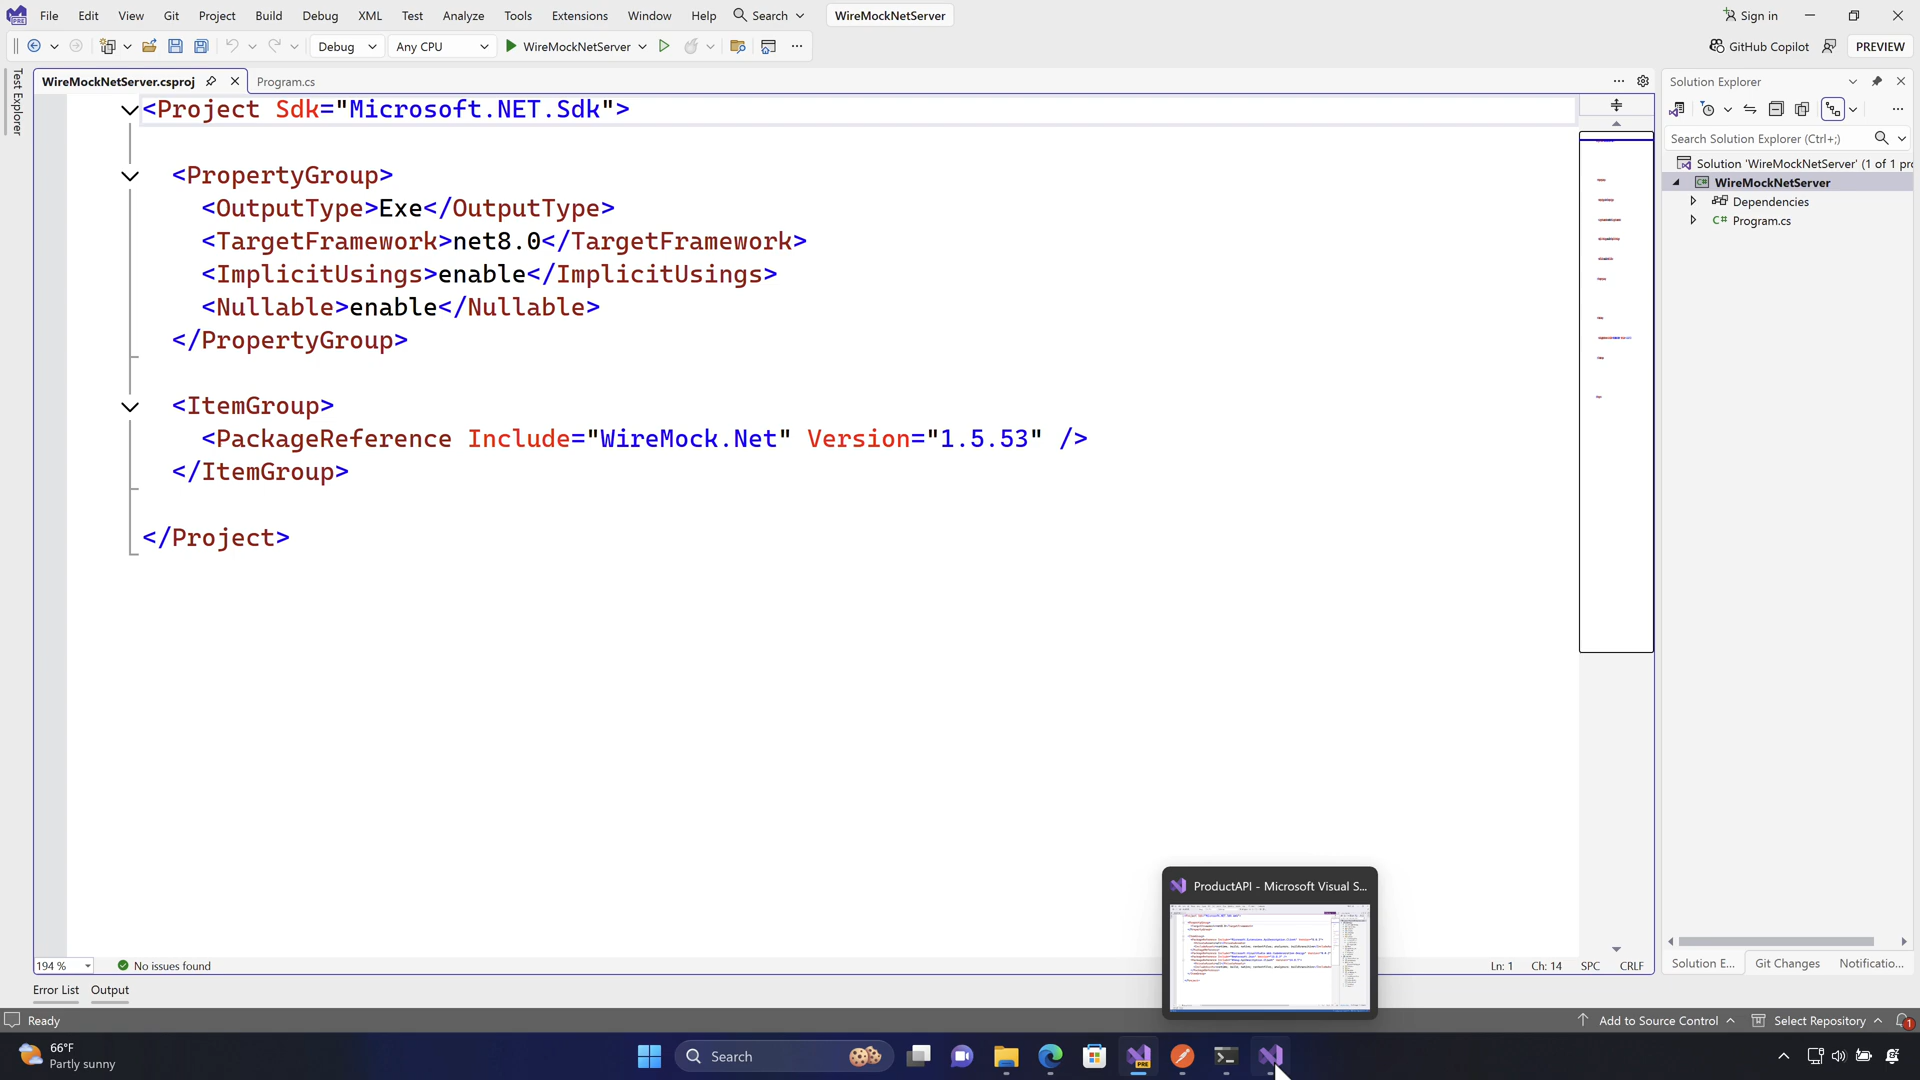 File Edit View Git Project Build Debug XML Test Analyze Tools Extensions Window Help Search WireMockNetServer Sign in
Debug Any CPU WireMockNetServer GitHub Copilot PREVIEW
Test Explorer
WireMockNetServer.csproj Program.cs
<Project Sdk="Microsoft.NET.Sdk">
<PropertyGroup>
<OutputType>Exe</OutputType>
<TargetFramework>net8.0</TargetFramework>
<ImplicitUsings>enable</ImplicitUsings>
<Nullable>enable</Nullable>
</PropertyGroup>
<ItemGroup>
<PackageReference Include="WireMock.Net" Version="1.5.53" />
</ItemGroup>
</Project>
Solution Explorer
Search Solution Explorer (Ctrl+;)
Solution 'WireMockNetServer' (1 of 1 pro
C# WireMockNetServer
Dependencies
C# Program.cs
ProductAPI - Microsoft Visual S...
194 % No issues found Ln: 1 Ch: 14 SPC CRLF
Solution E... Git Changes Notificatio...
Error List Output
Ready Add to Source Control Select Repository 1
66°F
Partly sunny
Search
PRE